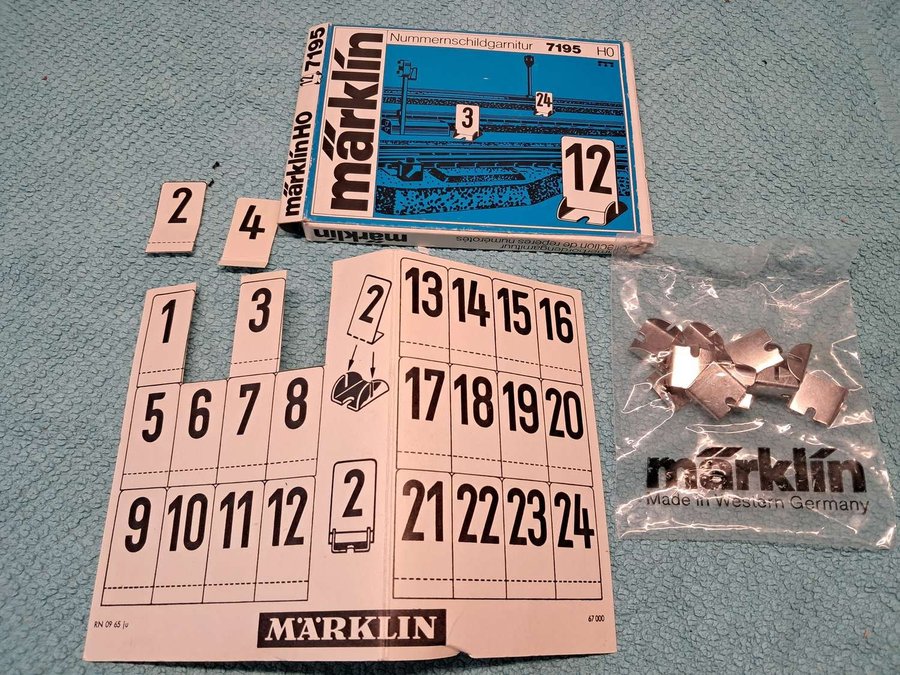 märklin H0
7195
märklin
Nummernschildgarnitur 7195 H0
24
3
12
märklin
2
4
1
3
2
13 14 15 16
5 6 7 8
17 18 19 20
9 10 11 12
2
21 22 23 24
RN 09 65 ju
MÄRKLIN
67 000
märklin
Made in Western Germany